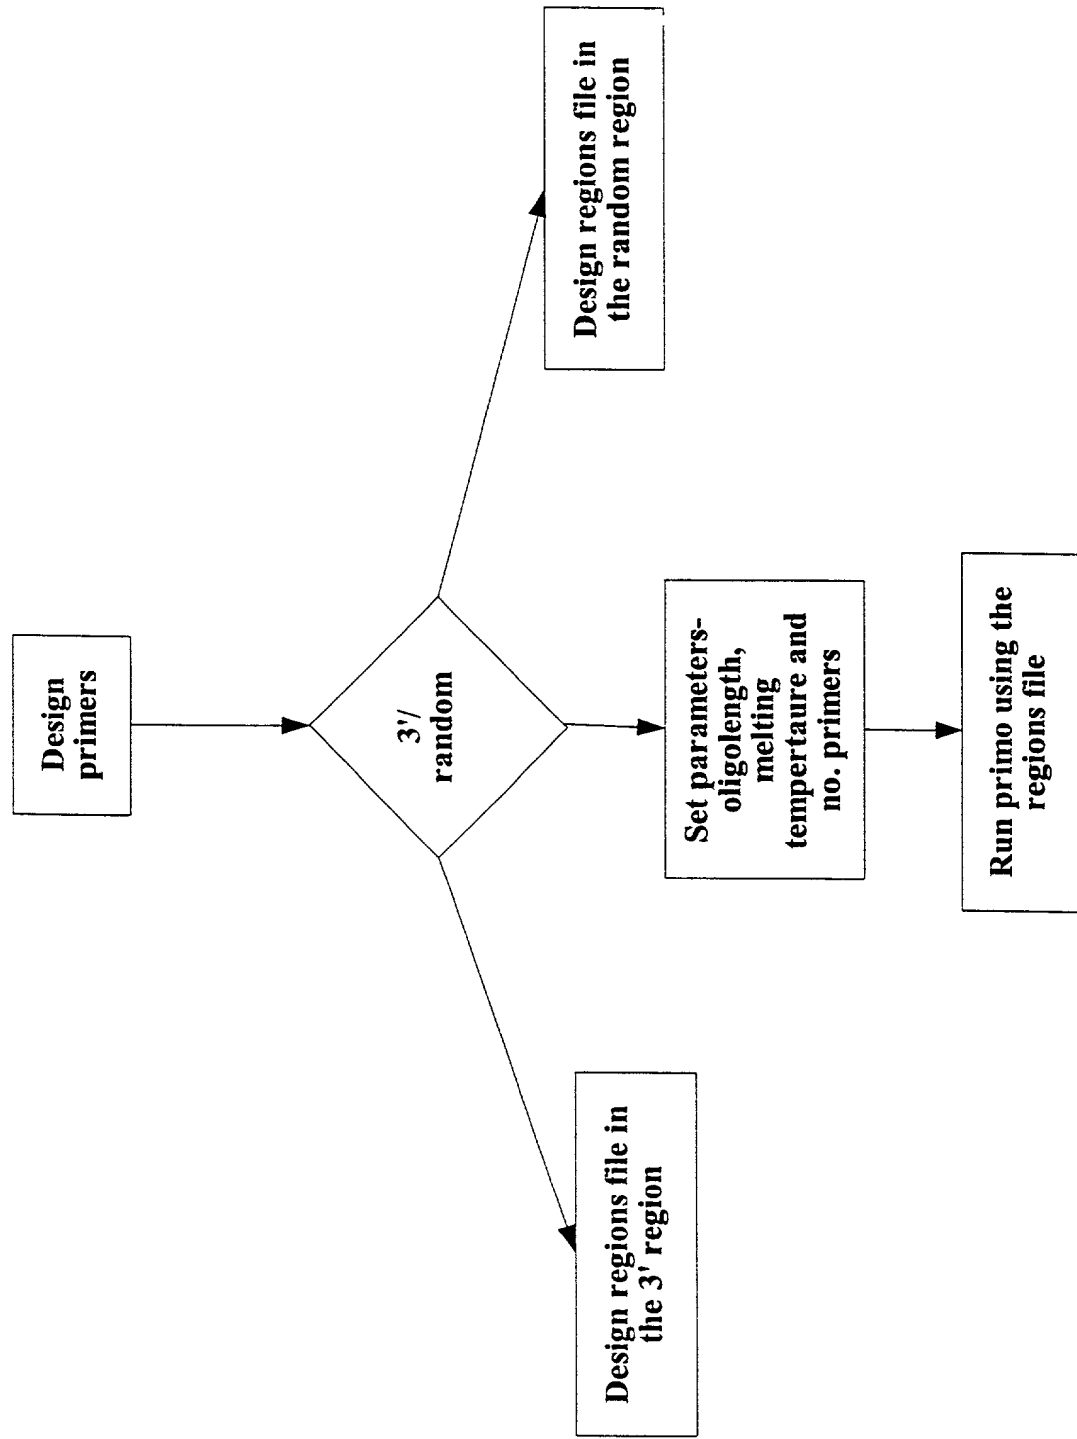 Design
primers
3'/
random
Design regions file in
the 3' region
Set parameters-
oligolength,
melting
tempertaure and
no. primers
Design regions file in
the random region
Run primo using the
regions file